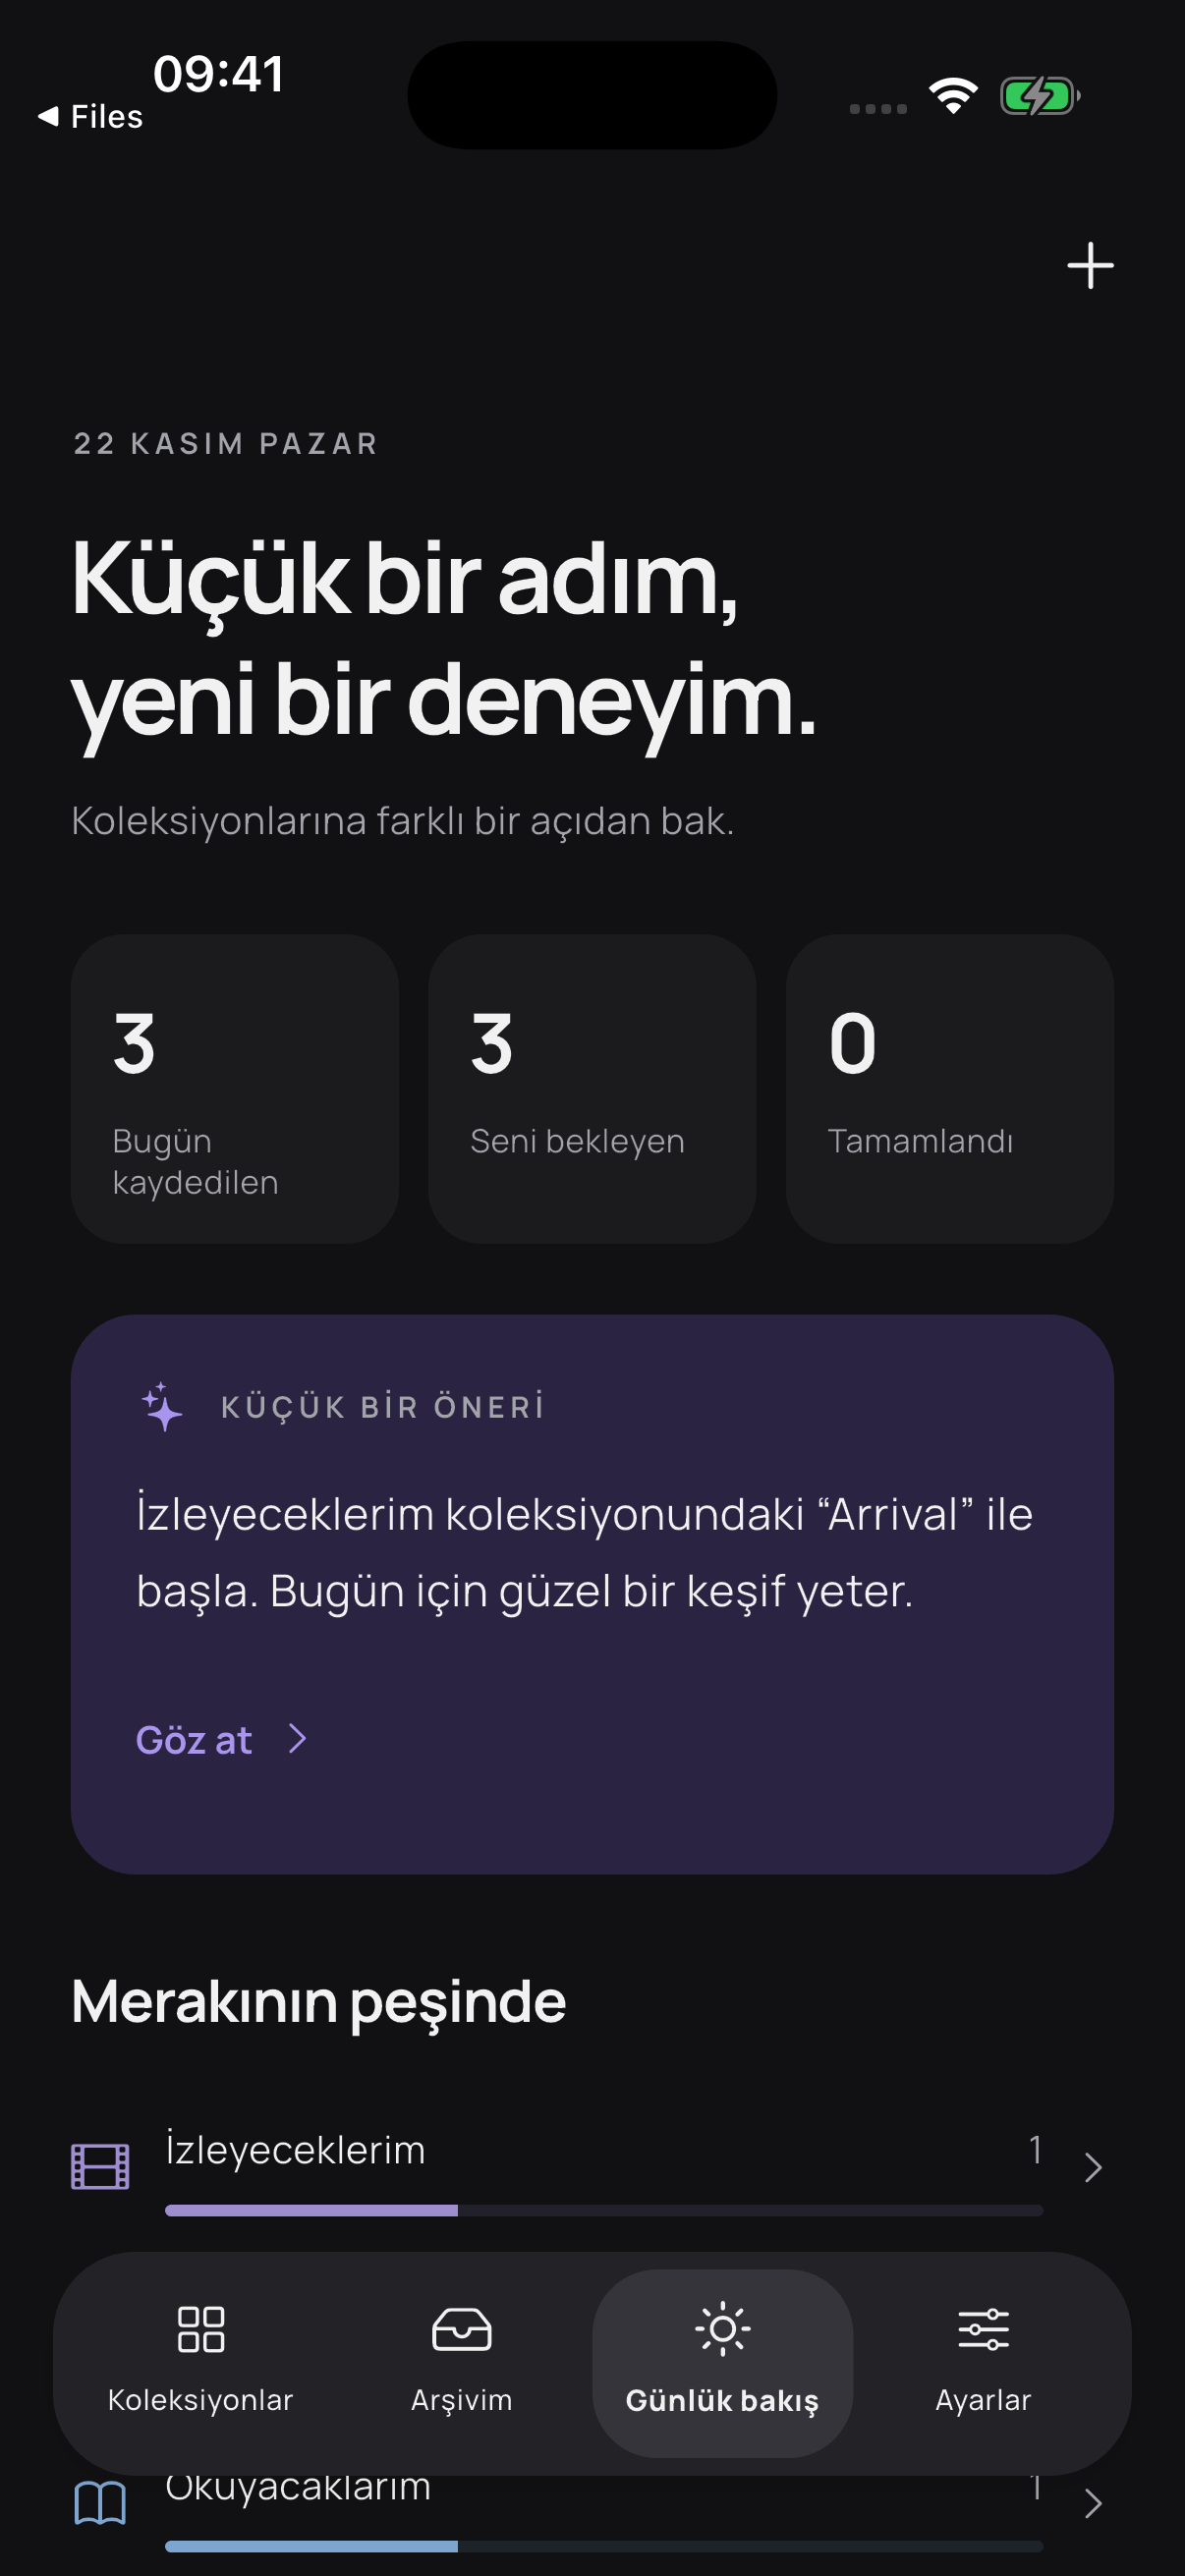 09:41
Files
22 KASIM PAZAR
Küçük bir adım,
yeni bir deneyim.
Koleksiyonlarına farklı bir açıdan bak.
3
Bugün
kaydedilen
3
Seni bekleyen
0
Tamamlandı
KÜÇÜK BİR ÖNERİ
İzleyeceklerim koleksiyonundaki “Arrival” ile
başla. Bugün için güzel bir keşif yeter.
Göz at
Merakının peşinde
İzleyeceklerim 1
Koleksiyonlar
Arşivim
Günlük bakış
Ayarlar
Okuyacaklarım 1